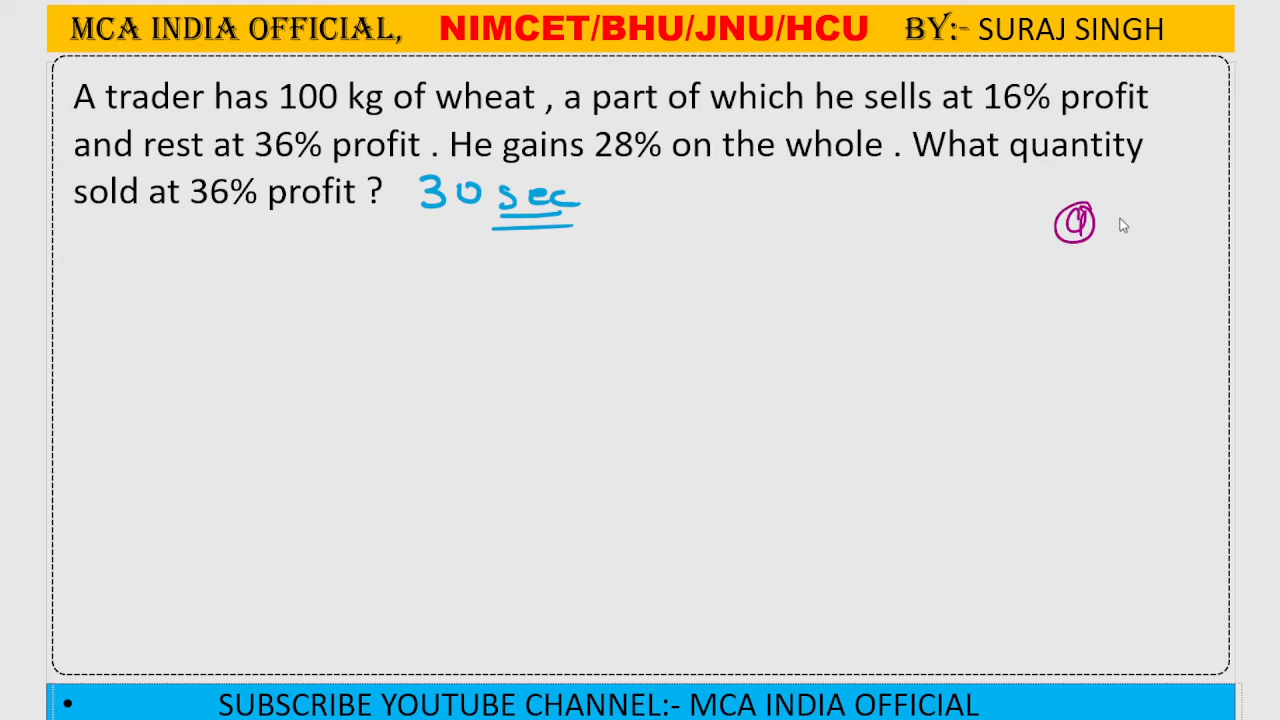 MCA INDIA OFFICIAL, NIMCET/BHU/JNU/HCU BY:- SURAJ SINGH
A trader has 100 kg of wheat , a part of which he sells at 16% profit
and rest at 36% profit . He gains 28% on the whole . What quantity
sold at 36% profit ? 30 sec
• SUBSCRIBE YOUTUBE CHANNEL:- MCA INDIA OFFICIAL